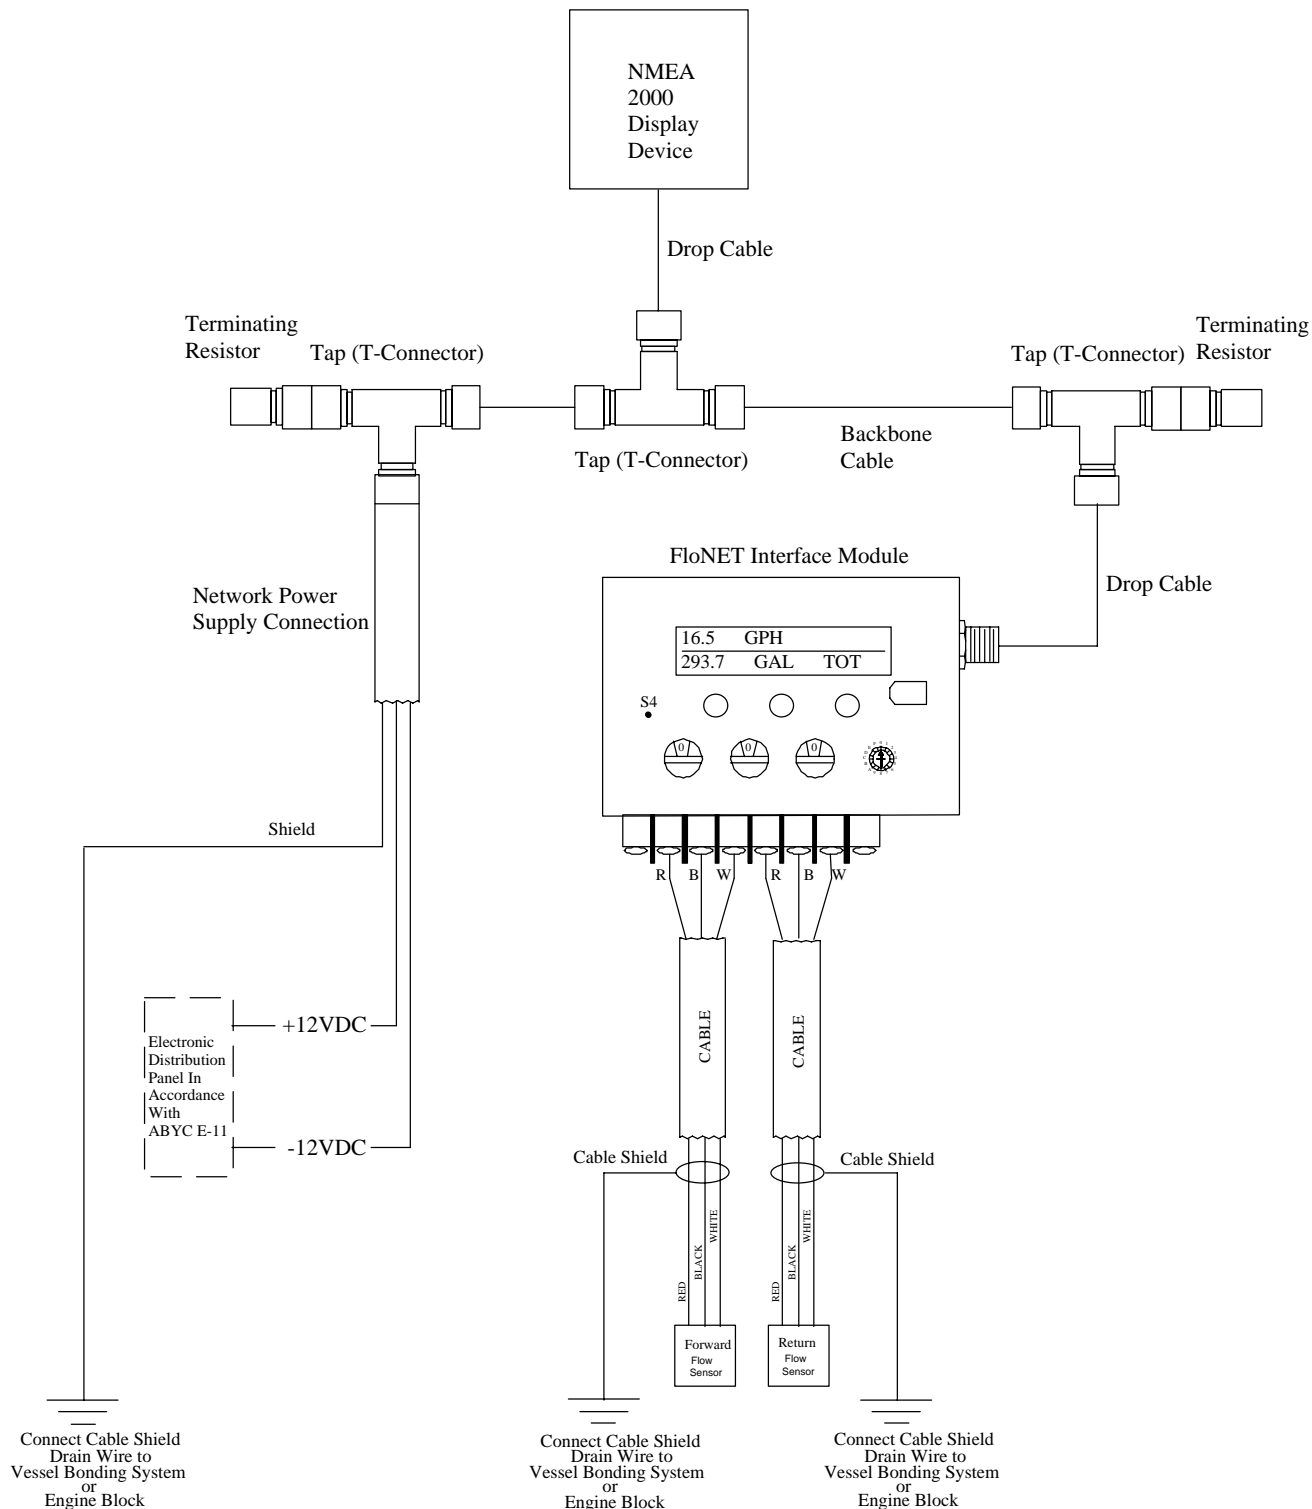 NMEA
2000
Display
Device
Drop Cable
Terminating
Resistor
Tap (T-Connector)
Tap (T-Connector)
Terminating
Resistor
Tap (T-Connector)
Backbone
Cable
FloNET Interface Module
Drop Cable
Network Power
Supply Connection
16.5 GPH
293.7 GAL TOT
S4
0 0 0
Shield
R B W R B W
CABLE
CABLE
+12VDC
Electronic
Distribution
Panel In
Accordance
With
ABYC E-11
-12VDC
Cable Shield
Cable Shield
RED
BLACK
WHITE
RED
BLACK
WHITE
Forward
Flow
Sensor
Return
Flow
Sensor
Connect Cable Shield
Drain Wire to
Vessel Bonding System
or
Engine Block
Connect Cable Shield
Drain Wire to
Vessel Bonding System
or
Engine Block
Connect Cable Shield
Drain Wire to
Vessel Bonding System
or
Engine Block